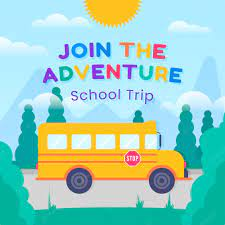 JOIN THE
ADVENTURE
School Trip
STOP